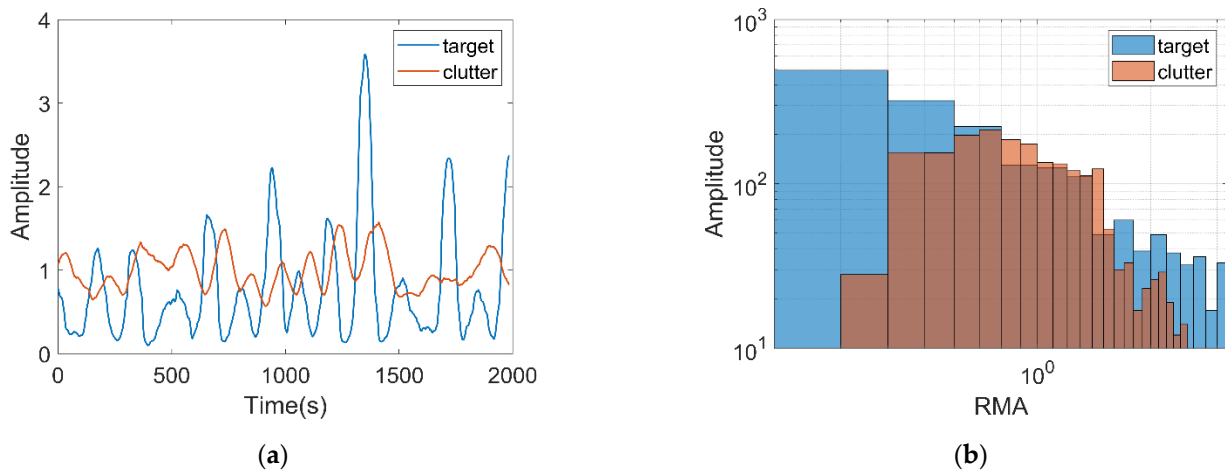 4
3
2
1
0
Amplitude
target
clutter
0
500
1000
1500
2000
Time(s)
(a)
10³
10²
10¹
Amplitude
target
clutter
10⁰
RMA
(b)